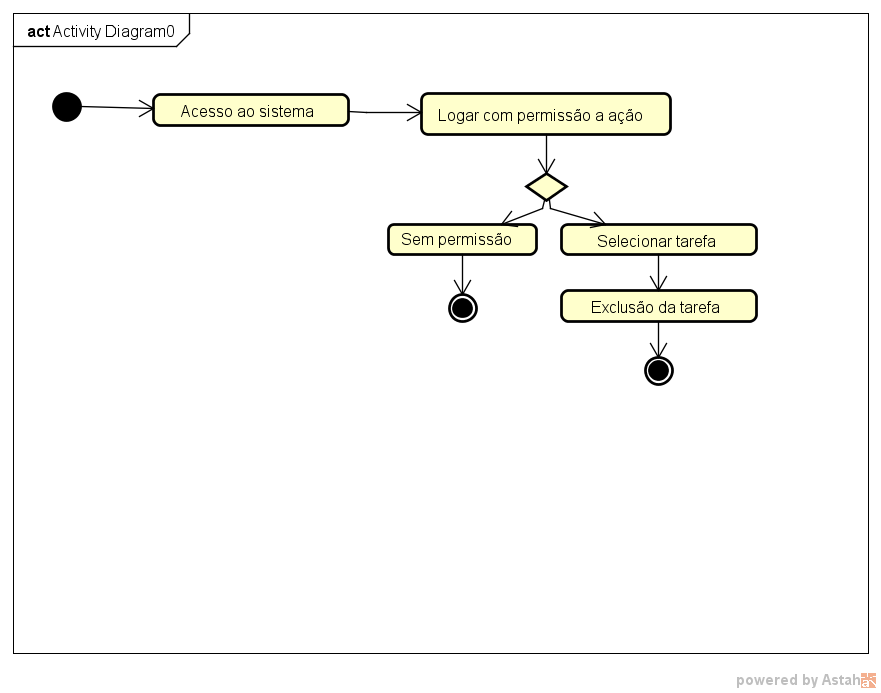 act Activity Diagram0
Acesso ao sistema
Logar com permissão a ação
Sem permissão
Selecionar tarefa
Exclusão da tarefa
powered by Astah